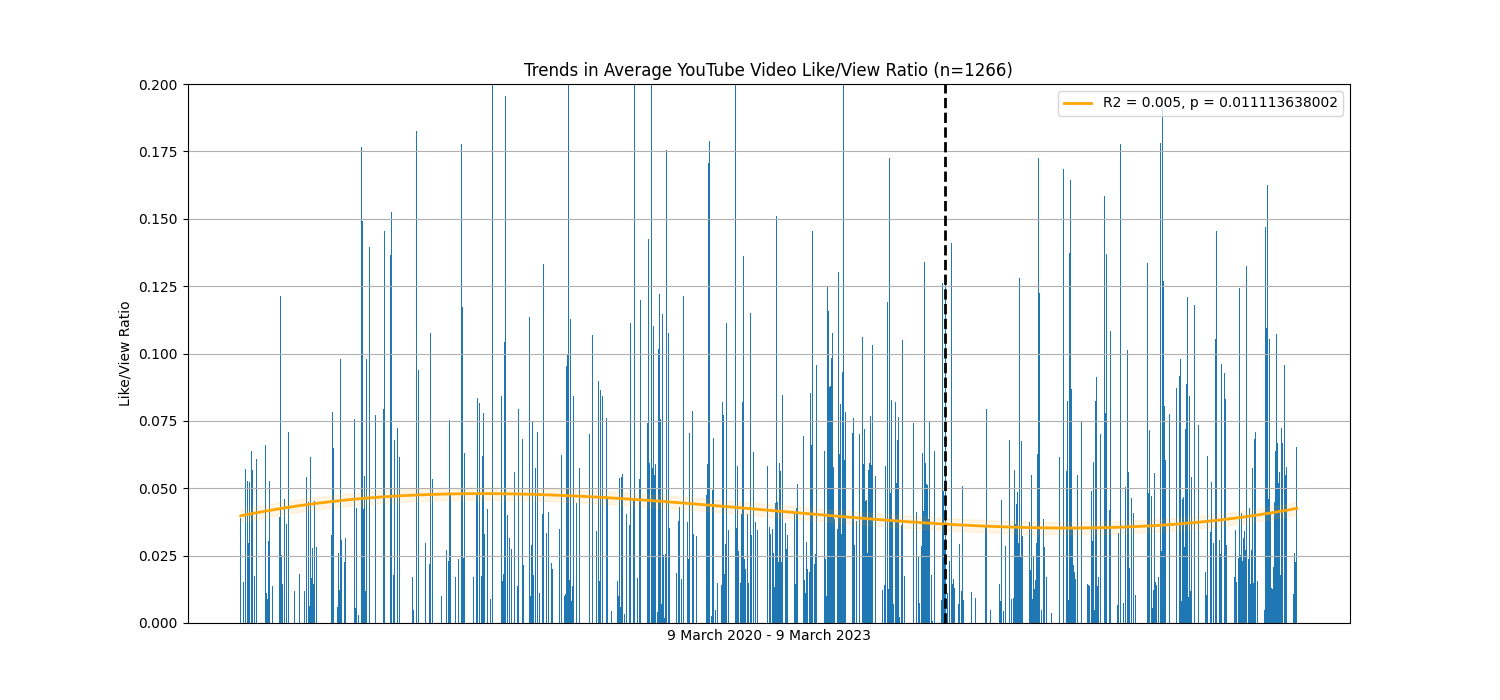 Trends in Average YouTube Video Like/View Ratio (n=1266)
R2 = 0.005, p = 0.011113638002
0.200
0.175
0.150
0.125
0.100
0.075
0.050
0.025
0.000
Like/View Ratio
9 March 2020 - 9 March 2023